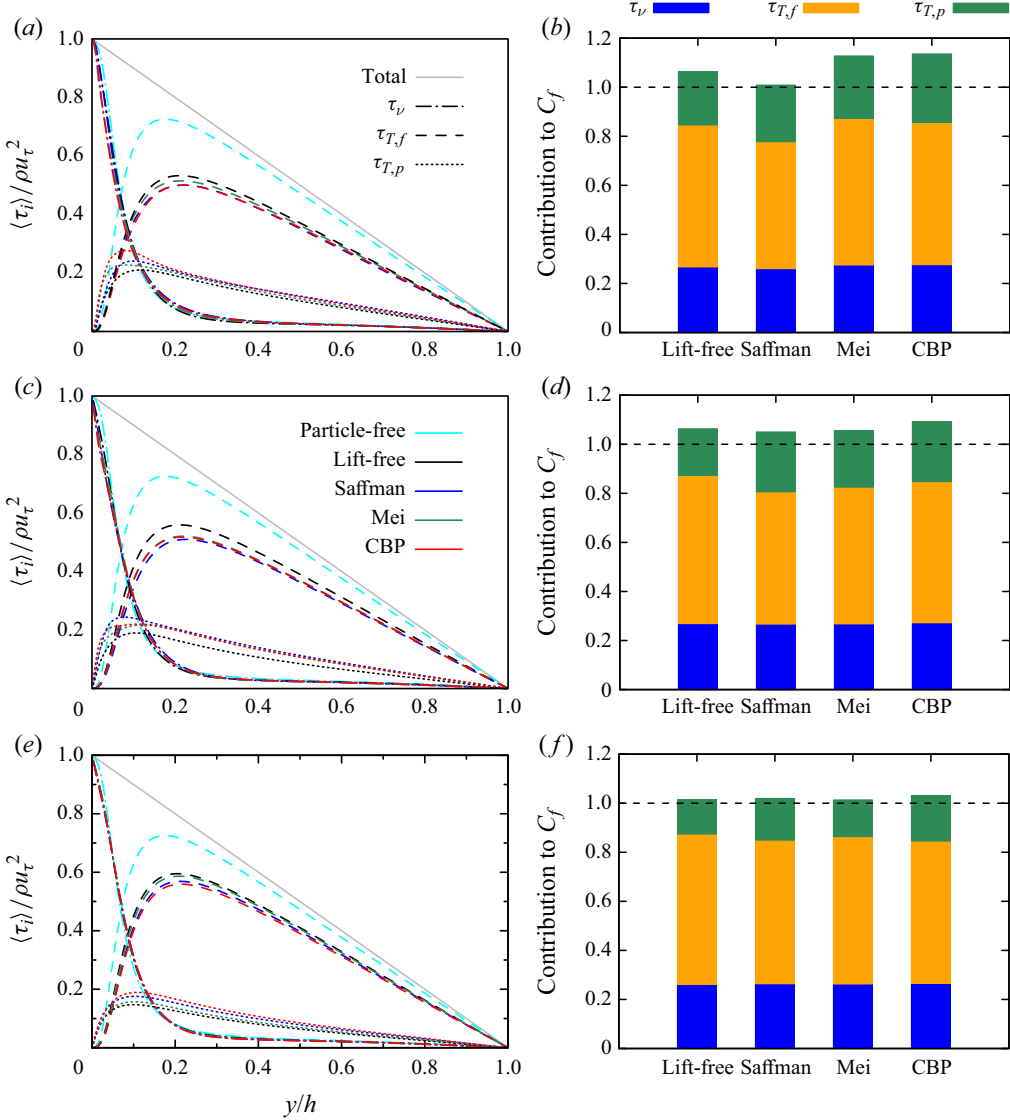 τ_ν τ_{T,f} τ_{T,p}
(a)
1.0
0.8
0.6
0.4
0.2
0 0.2 0.4 0.6 0.8 1.0
⟨τ_i⟩/ρu_τ^2
Total
τ_ν
τ_{T,f}
τ_{T,p}
(b)
1.2
1.0
0.8
0.6
0.4
0.2
0
Contribution to C_f
Lift-free Saffman Mei CBP
(c)
1.0
0.8
0.6
0.4
0.2
0 0.2 0.4 0.6 0.8 1.0
⟨τ_i⟩/ρu_τ^2
Particle-free
Lift-free
Saffman
Mei
CBP
(d)
1.2
1.0
0.8
0.6
0.4
0.2
0
Contribution to C_f
Lift-free Saffman Mei CBP
(e)
1.0
0.8
0.6
0.4
0.2
0 0.2 0.4 0.6 0.8 1.0
⟨τ_i⟩/ρu_τ^2
y/h
(f)
1.2
1.0
0.8
0.6
0.4
0.2
0
Contribution to C_f
Lift-free Saffman Mei CBP